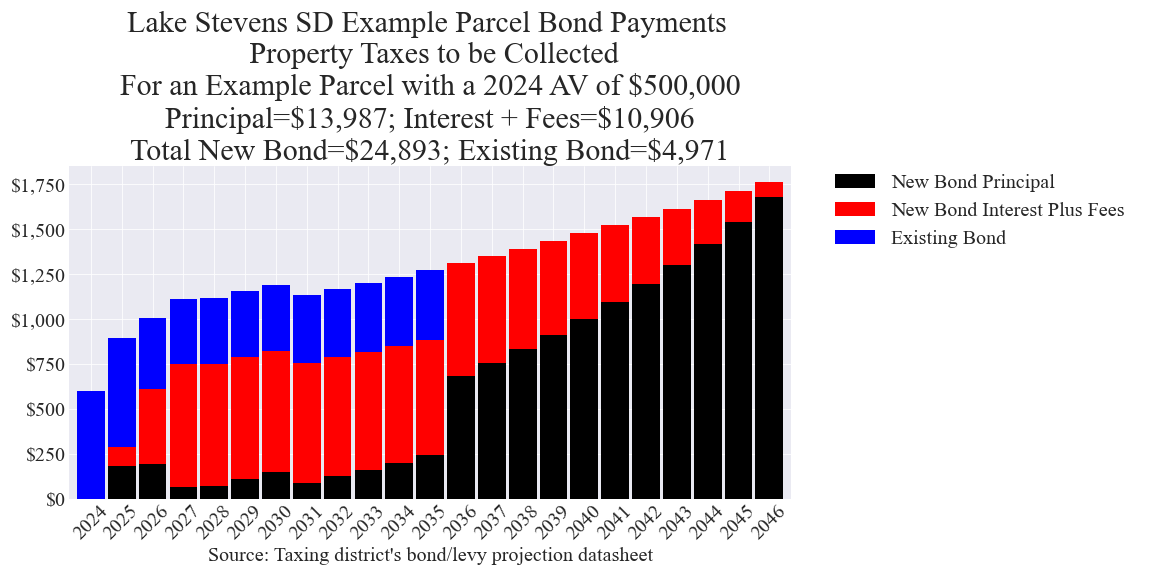 Lake Stevens SD Example Parcel Bond Payments
Property Taxes to be Collected
For an Example Parcel with a 2024 AV of $500,000
Principal=$13,987; Interest + Fees=$10,906
Total New Bond=$24,893; Existing Bond=$4,971
$1,750
$1,500
$1,250
$1,000
$750
$500
$250
$0
New Bond Principal
New Bond Interest Plus Fees
Existing Bond
2024 2025 2026 2027 2028 2029 2030 2031 2032 2033 2034 2035 2036 2037 2038 2039 2040 2041 2042 2043 2044 2045 2046
Source: Taxing district's bond/levy projection datasheet